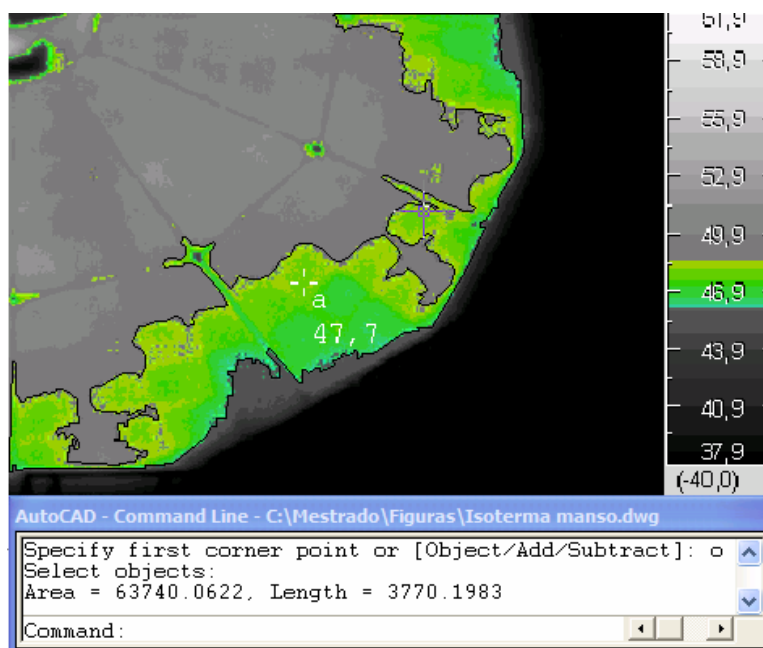 51,9
58,9
55,9
52,9
49,9
46,9
a
47,7
43,9
40,9
37,9
(-40,0)
AutoCAD - Command Line - C:\Mestrado\Figuras\Isoterma manso.dwg
Specify first corner point or [Object/Add/Subtract]: o
Select objects:
Area = 63740.0622, Length = 3770.1983
Command: